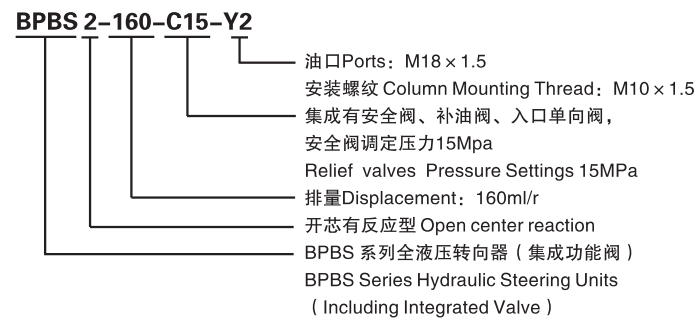 BPBS 2-160-C15-Y2
油口Ports：M18×1.5
安装螺纹 Column Mounting Thread：M10×1.5
集成有安全阀、补油阀、入口单向阀，
安全阀调定压力15Mpa
Relief valves Pressure Settings 15MPa
排量Displacement：160ml/r
开芯有反应型 Open center reaction
BPBS 系列全液压转向器（集成功能阀）
BPBS Series Hydraulic Steering Units
（Including Integrated Valve）